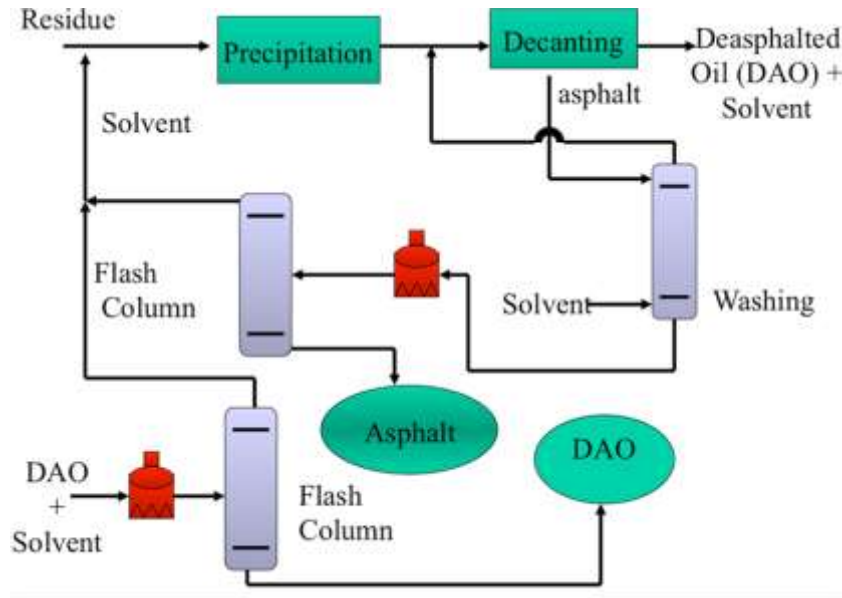 Residue
Precipitation
Decanting
Deasphalted
Oil (DAO) +
Solvent
asphalt
Solvent
Flash
Column
Solvent
Washing
Asphalt
DAO
DAO
+
Solvent
Flash
Column